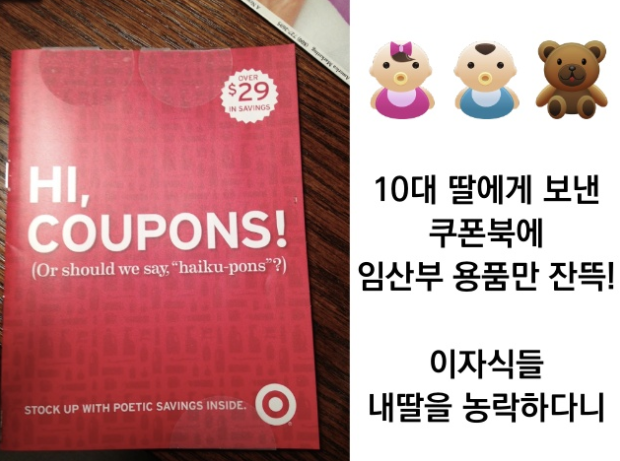 OVER
$29
IN SAVINGS
HI,
COUPONS!
(Or should we say, “haiku-pons”?)
STOCK UP WITH POETIC SAVINGS INSIDE.
10대 딸에게 보낸
쿠폰북에
임산부 용품만 잔뜩!
이자식들
내딸을 농락하다니